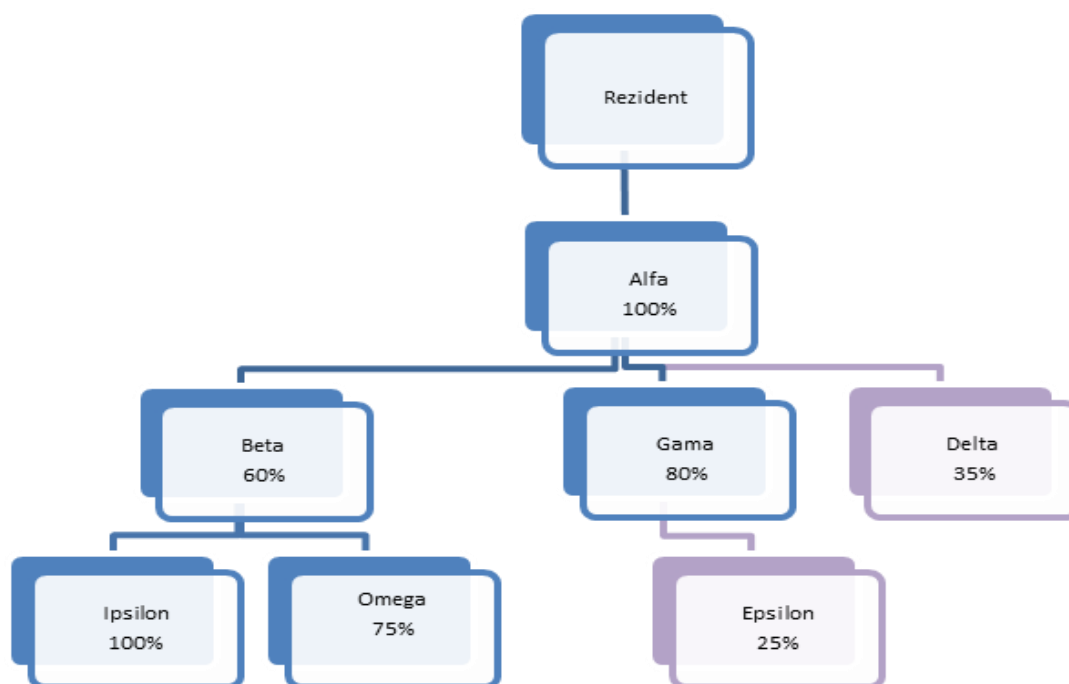 Rezident
Alfa
100%
Beta
60%
Gama
80%
Delta
35%
Ipsilon
100%
Omega
75%
Epsilon
25%